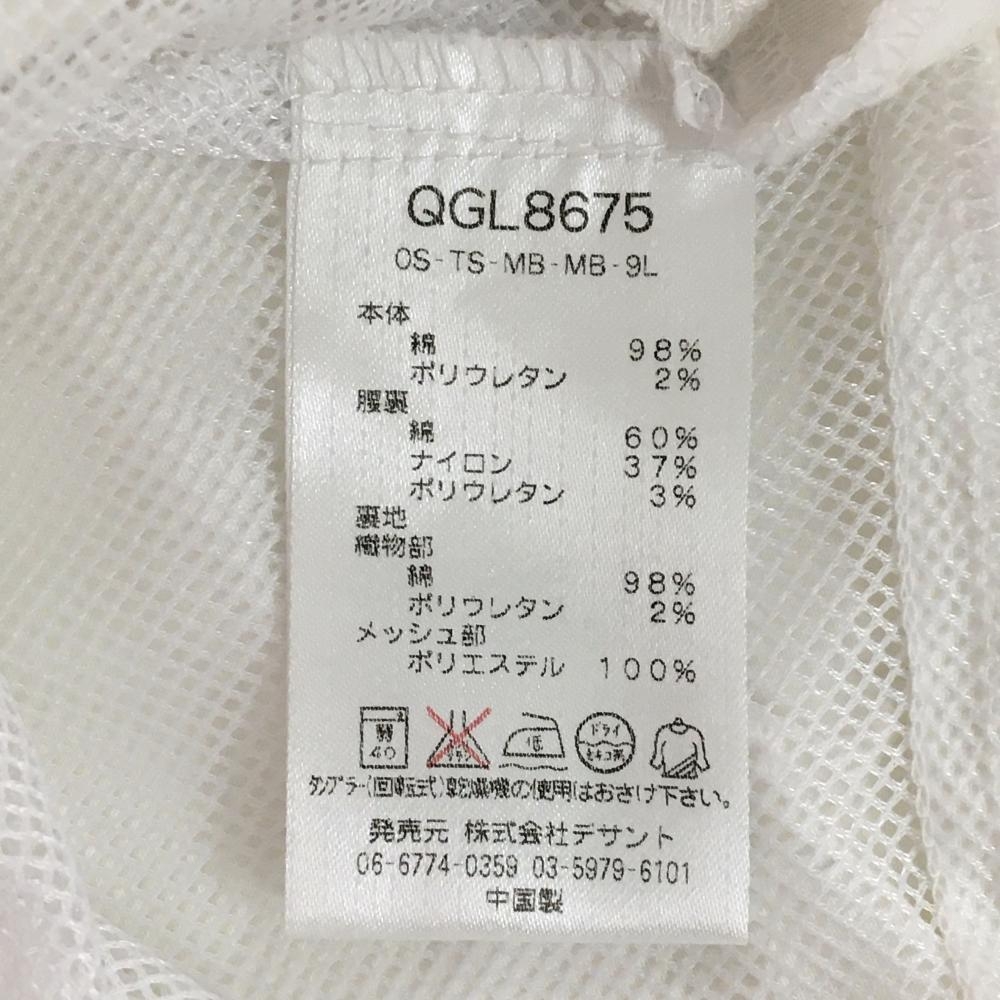 QGL8675
OS-TS-MB-MB-9L
本体
綿 98%
ポリウレタン 2%
腰裏
綿 60%
ナイロン 37%
ポリウレタン 3%
裏地
織物部
綿 98%
ポリウレタン 2%
メッシュ部
ポリエステル 100%
40
低
ドライ
タンブラー(回転式)乾燥機の使用はおさけ下さい。
発売元 株式会社デサント
06-6774-0359 03-5979-6101
中国製